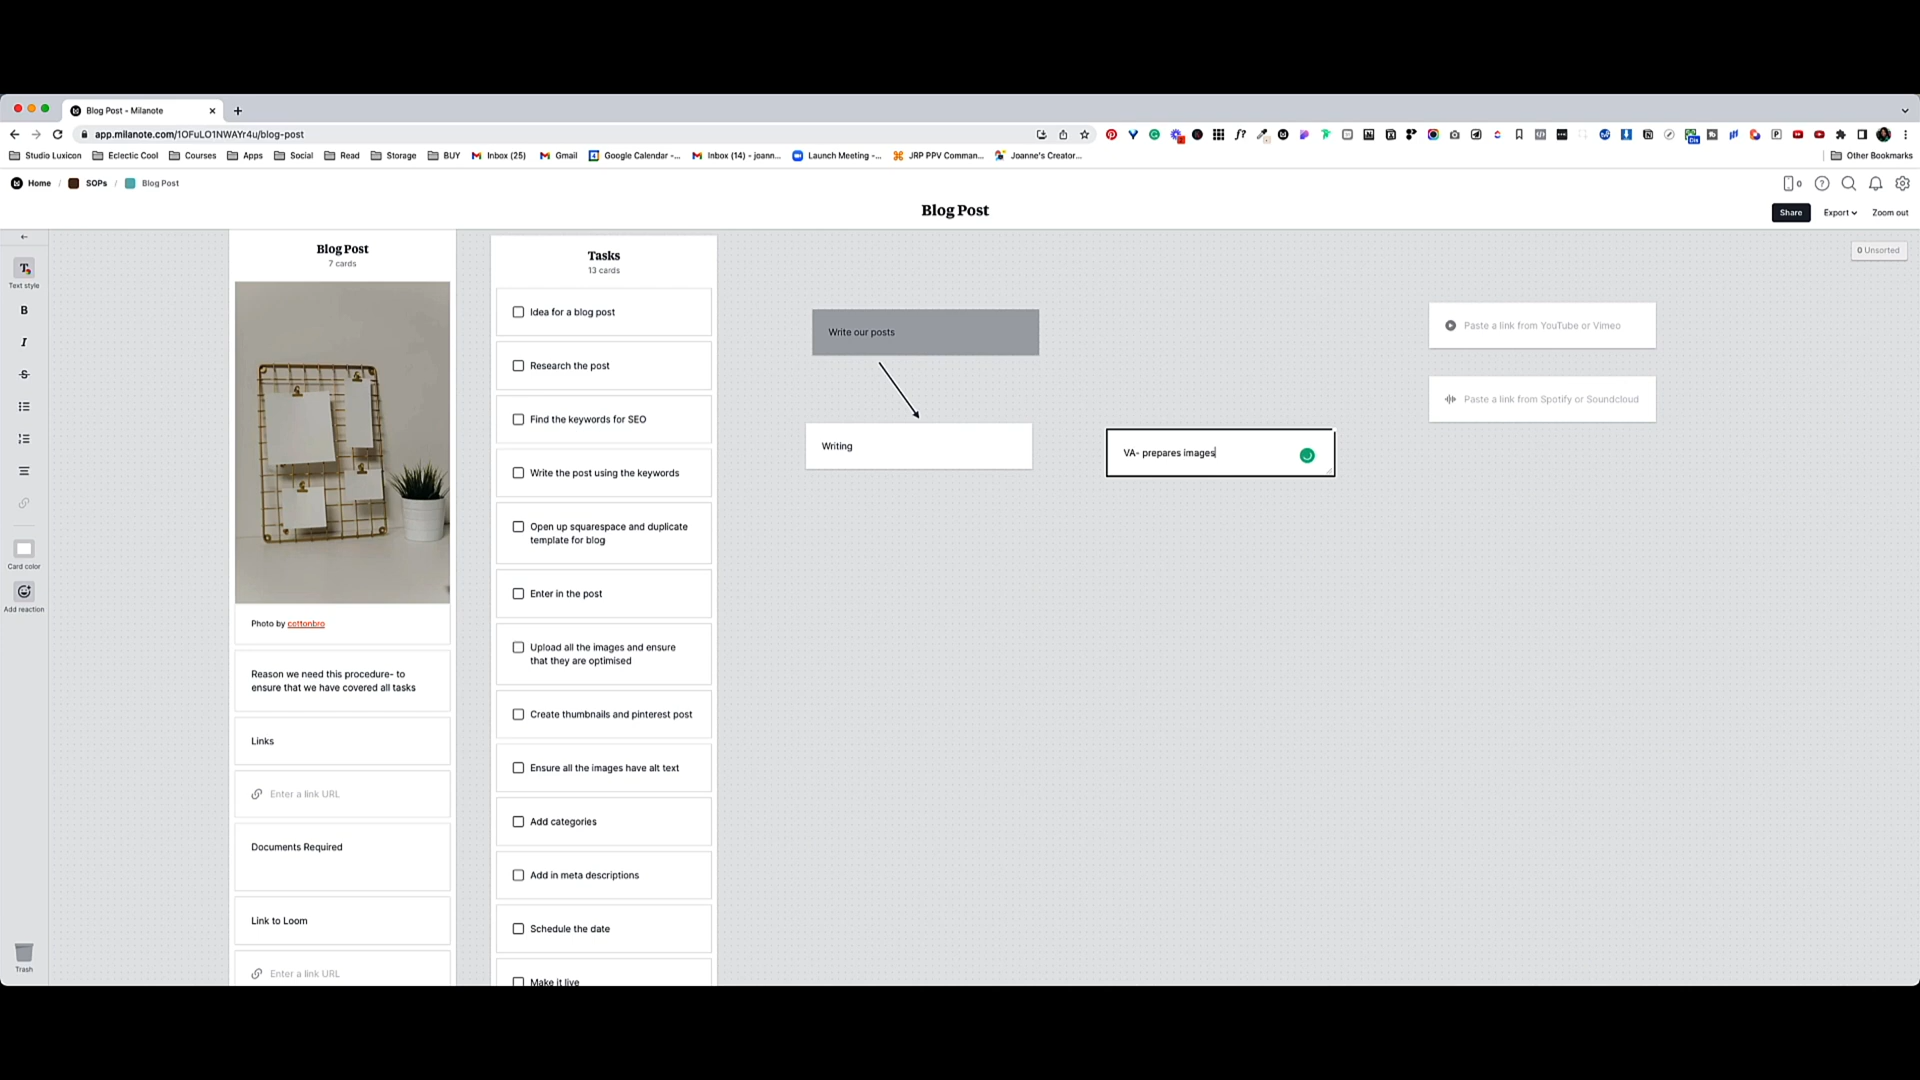 Blog Post - Milanote
app.milanote.com/1OFuLO1NWAYr4u/blog-post
Studio Luxicon
Eclectic Cool
Courses
Apps
Social
Read
Storage
BUY
Inbox (25)
Gmail
Google Calendar -...
Inbox (14) - joann...
Launch Meeting -...
JRP PPV Comman...
Joanne's Creator...
Other Bookmarks
Home / SOPs / Blog Post
0
Blog Post
Share
Export
Zoom out
0 Unsorted
Text style
B
I
S
Card color
Add reaction
Trash
Blog Post
7 cards
Photo by cottonbro
Reason we need this procedure- to
ensure that we have covered all tasks
Links
Enter a link URL
Documents Required
Link to Loom
Enter a link URL
Tasks
13 cards
Idea for a blog post
Research the post
Find the keywords for SEO
Write the post using the keywords
Open up squarespace and duplicate
template for blog
Enter in the post
Upload all the images and ensure
that they are optimised
Create thumbnails and pinterest post
Ensure all the images have alt text
Add categories
Add in meta descriptions
Schedule the date
Make it live
Write our posts
Writing
VA- prepares images
Paste a link from YouTube or Vimeo
Paste a link from Spotify or Soundcloud